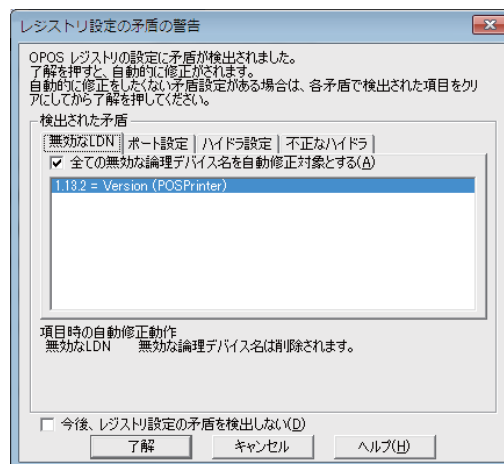 レジストリ設定の矛盾の警告
OPOS レジストリの設定に矛盾が検出されました。
了解を押すと、自動的に修正がされます。
自動的に修正をしたくない矛盾設定がある場合は、各矛盾で検出された項目をクリ
アにしてから了解を押してください。
検出された矛盾
無効なLDN ポート設定 ハイドラ設定 不正なハイドラ
全ての無効な論理デバイス名を自動修正対象とする(A)
1.13.2 = Version (POSPrinter)
項目時の自動修正動作
無効なLDN 無効な論理デバイス名は削除されます。
今後、レジストリ設定の矛盾を検出しない(D)
了解 キャンセル ヘルプ(H)